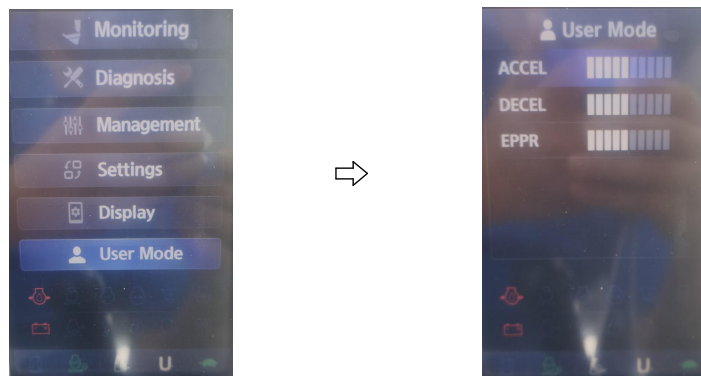 Monitoring
Diagnosis
Management
Settings
Display
User Mode
U
User Mode
ACCEL
DECEL
EPPR
U